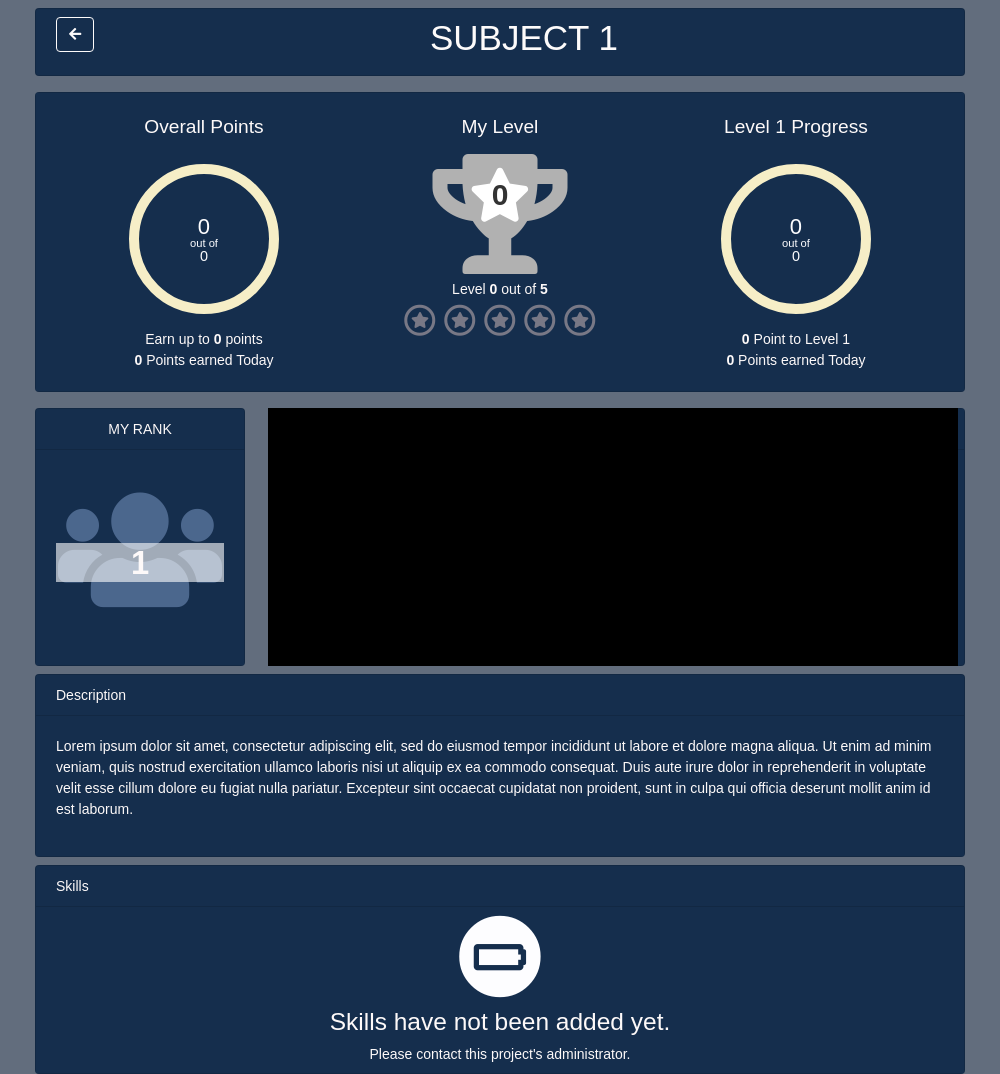 SUBJECT 1
Overall Points
My Level
Level 1 Progress
0
out of
0
0
0
out of
0
Level 0 out of 5
Earn up to 0 points
0 Points earned Today
0 Point to Level 1
0 Points earned Today
MY RANK
1
Description
Lorem ipsum dolor sit amet, consectetur adipiscing elit, sed do eiusmod tempor incididunt ut labore et dolore magna aliqua. Ut enim ad minim
veniam, quis nostrud exercitation ullamco laboris nisi ut aliquip ex ea commodo consequat. Duis aute irure dolor in reprehenderit in voluptate
velit esse cillum dolore eu fugiat nulla pariatur. Excepteur sint occaecat cupidatat non proident, sunt in culpa qui officia deserunt mollit anim id
est laborum.
Skills
Skills have not been added yet.
Please contact this project's administrator.